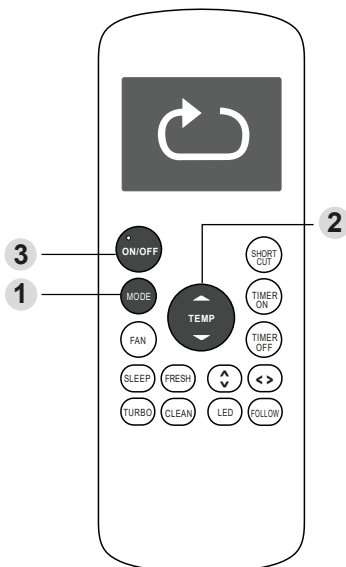 2
3
ON/OFF
SHORT
CUT
1
MODE
TEMP
TIMER
ON
FAN
TIMER
OFF
SLEEP FRESH
TURBO CLEAN LED FOLLOW